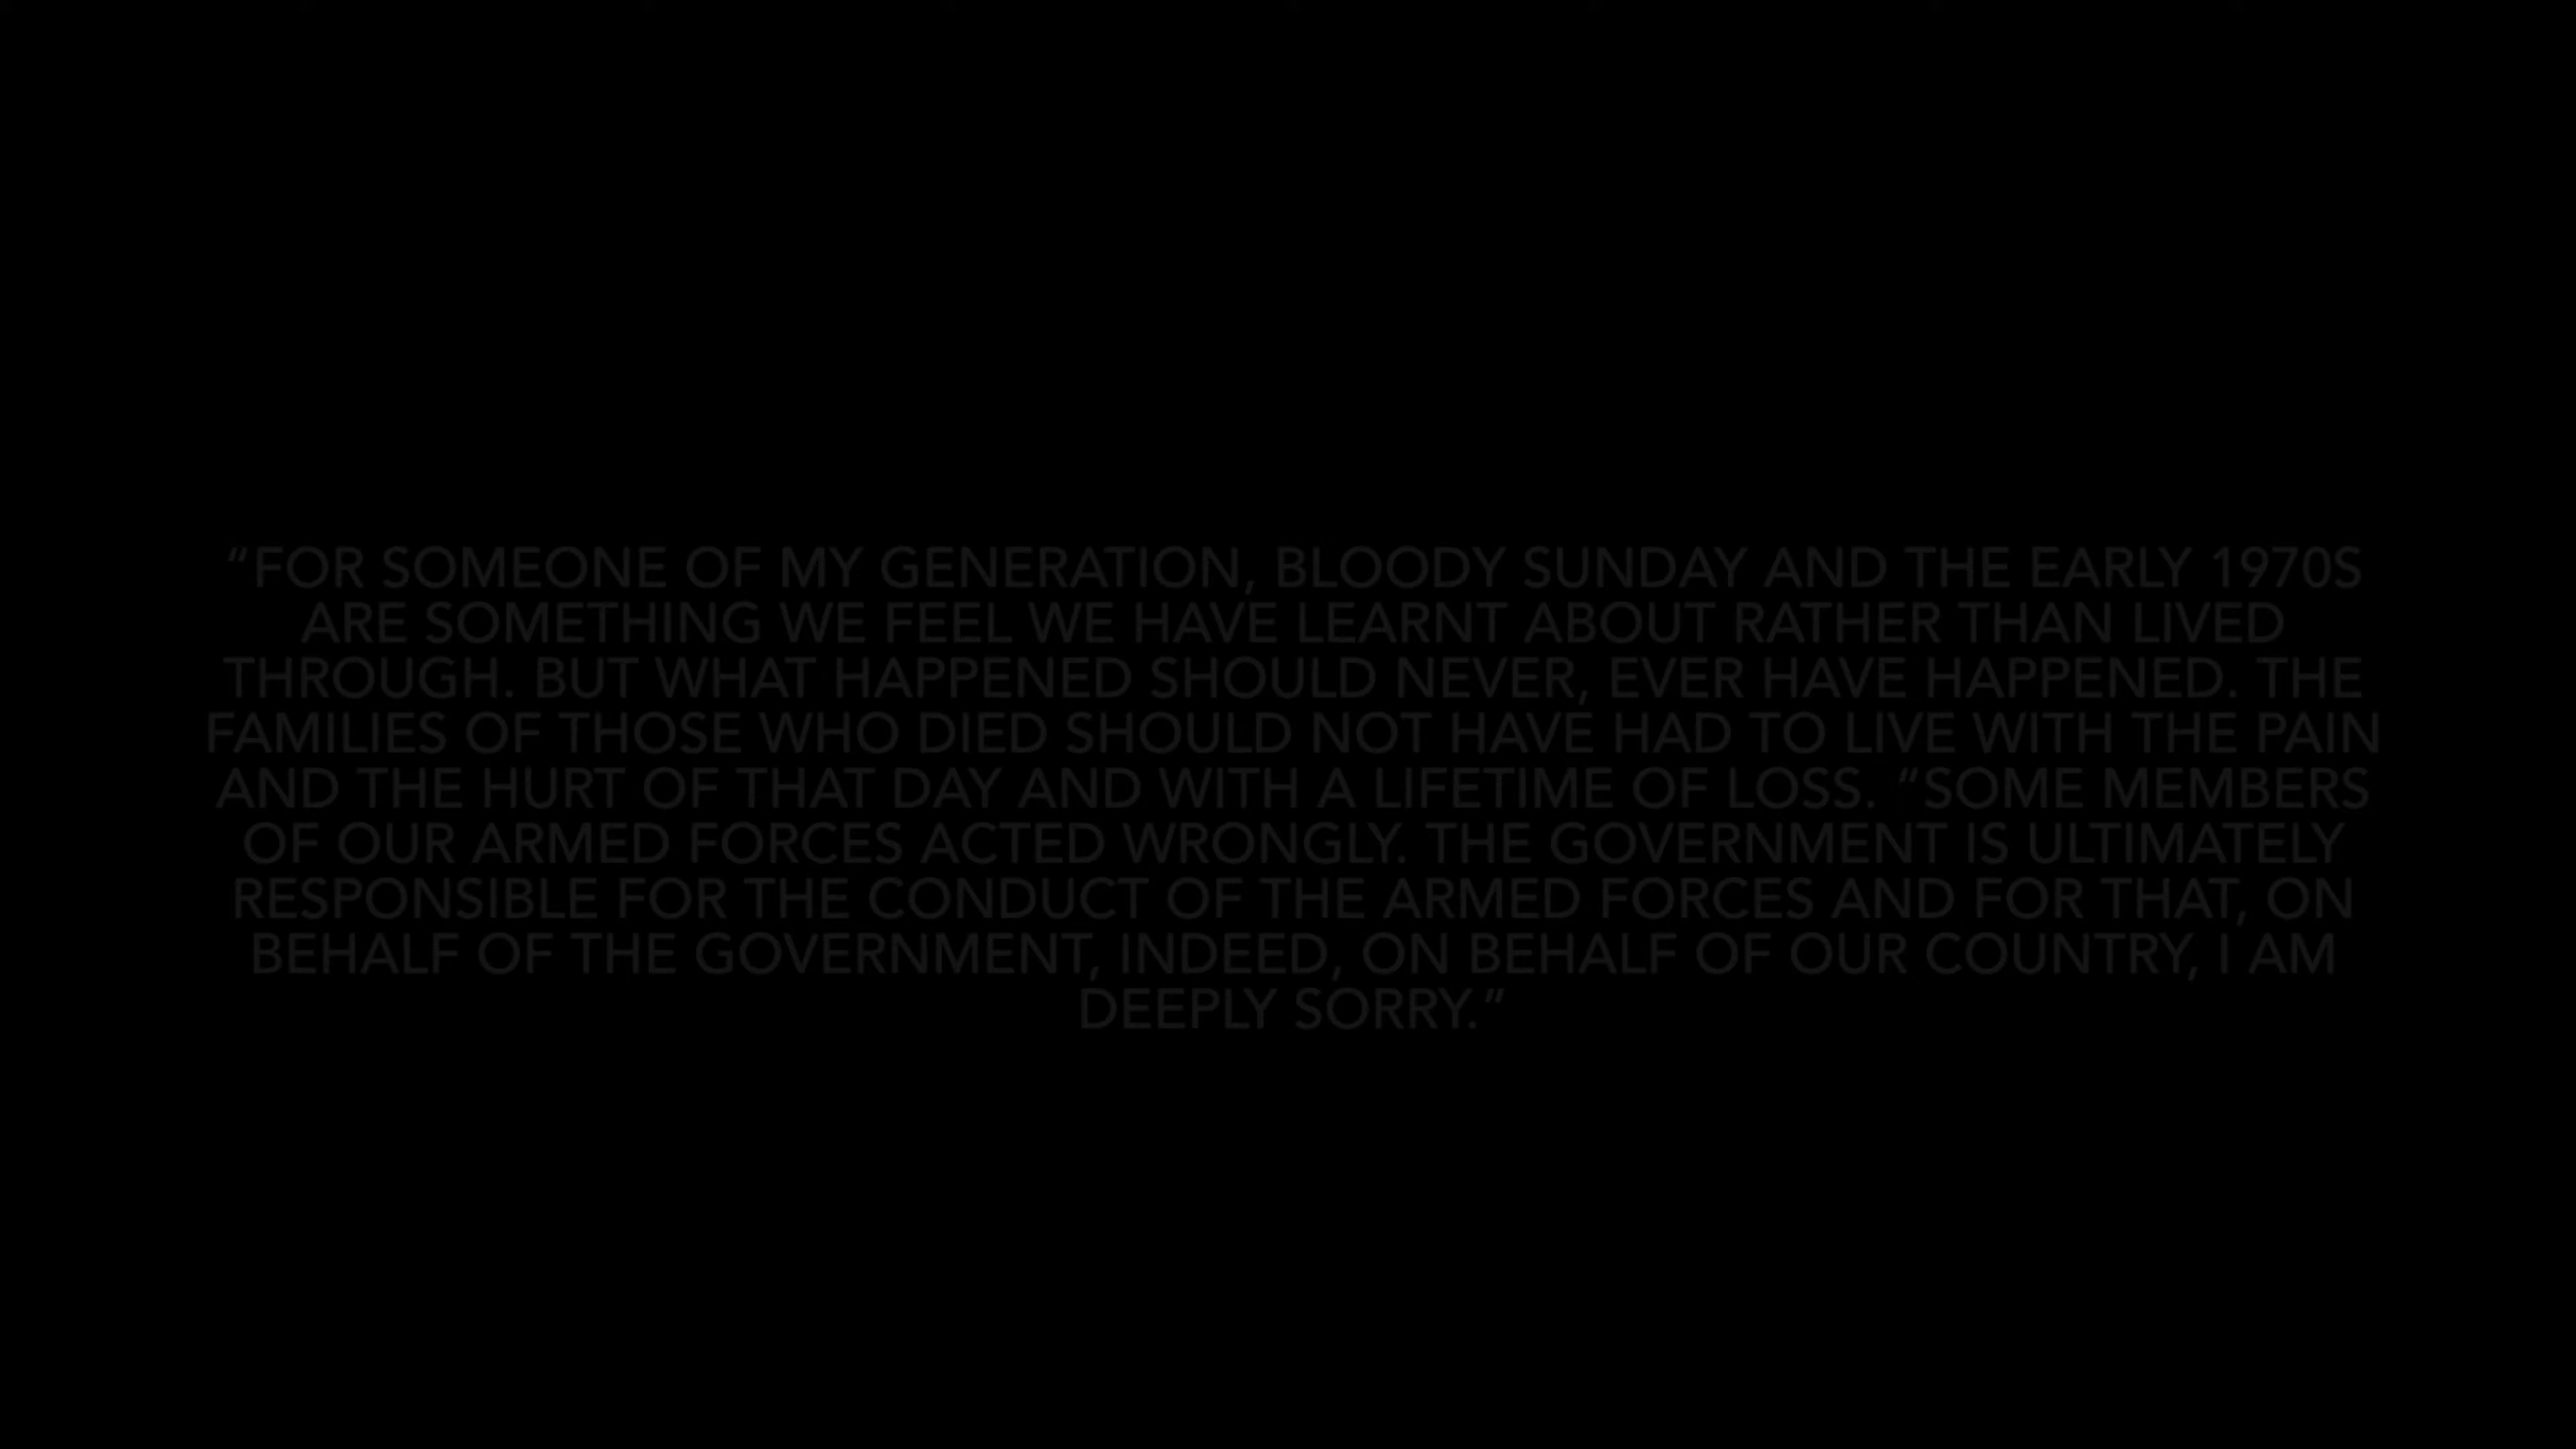 “FOR SOMEONE OF MY GENERATION, BLOODY SUNDAY AND THE EARLY 1970S
ARE SOMETHING WE FEEL WE HAVE LEARNT ABOUT RATHER THAN LIVED
THROUGH. BUT WHAT HAPPENED SHOULD NEVER, EVER HAVE HAPPENED. THE
FAMILIES OF THOSE WHO DIED SHOULD NOT HAVE HAD TO LIVE WITH THE PAIN
AND THE HURT OF THAT DAY AND WITH A LIFETIME OF LOSS. “SOME MEMBERS
OF OUR ARMED FORCES ACTED WRONGLY. THE GOVERNMENT IS ULTIMATELY
RESPONSIBLE FOR THE CONDUCT OF THE ARMED FORCES AND FOR THAT, ON
BEHALF OF THE GOVERNMENT, INDEED, ON BEHALF OF OUR COUNTRY, I AM
DEEPLY SORRY.”